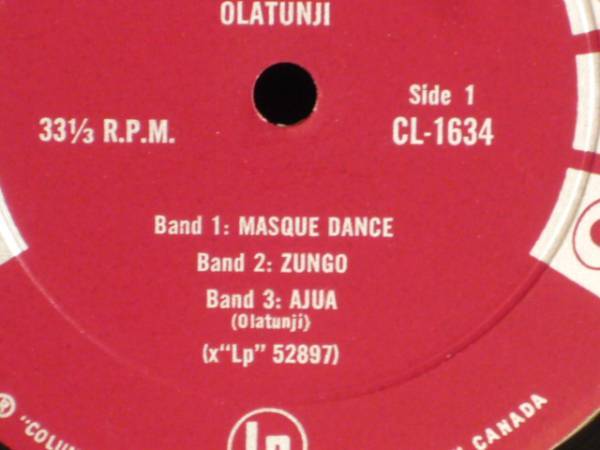 OLATUNJI
Side 1
33⅓ R.P.M.
CL-1634
Band 1: MASQUE DANCE
Band 2: ZUNGO
Band 3: AJUA
(Olatunji)
(x"Lp" 52897)
Lp
CANADA